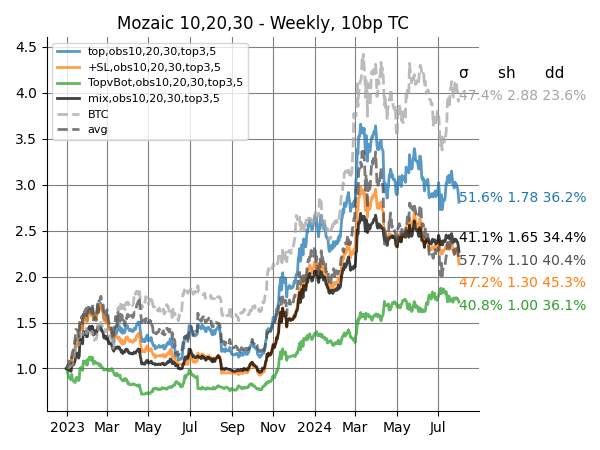 Mozaic 10,20,30 - Weekly, 10bp TC
top,obs10,20,30,top3,5
+SL,obs10,20,30,top3,5
TopvBot,obs10,20,30,top3,5
mix,obs10,20,30,top3,5
BTC
avg
σ sh dd
47.4% 2.88 23.6%
51.6% 1.78 36.2%
41.1% 1.65 34.4%
57.7% 1.10 40.4%
47.2% 1.30 45.3%
40.8% 1.00 36.1%
4.5
4.0
3.5
3.0
2.5
2.0
1.5
1.0
2023 Mar May Jul Sep Nov 2024 Mar May Jul